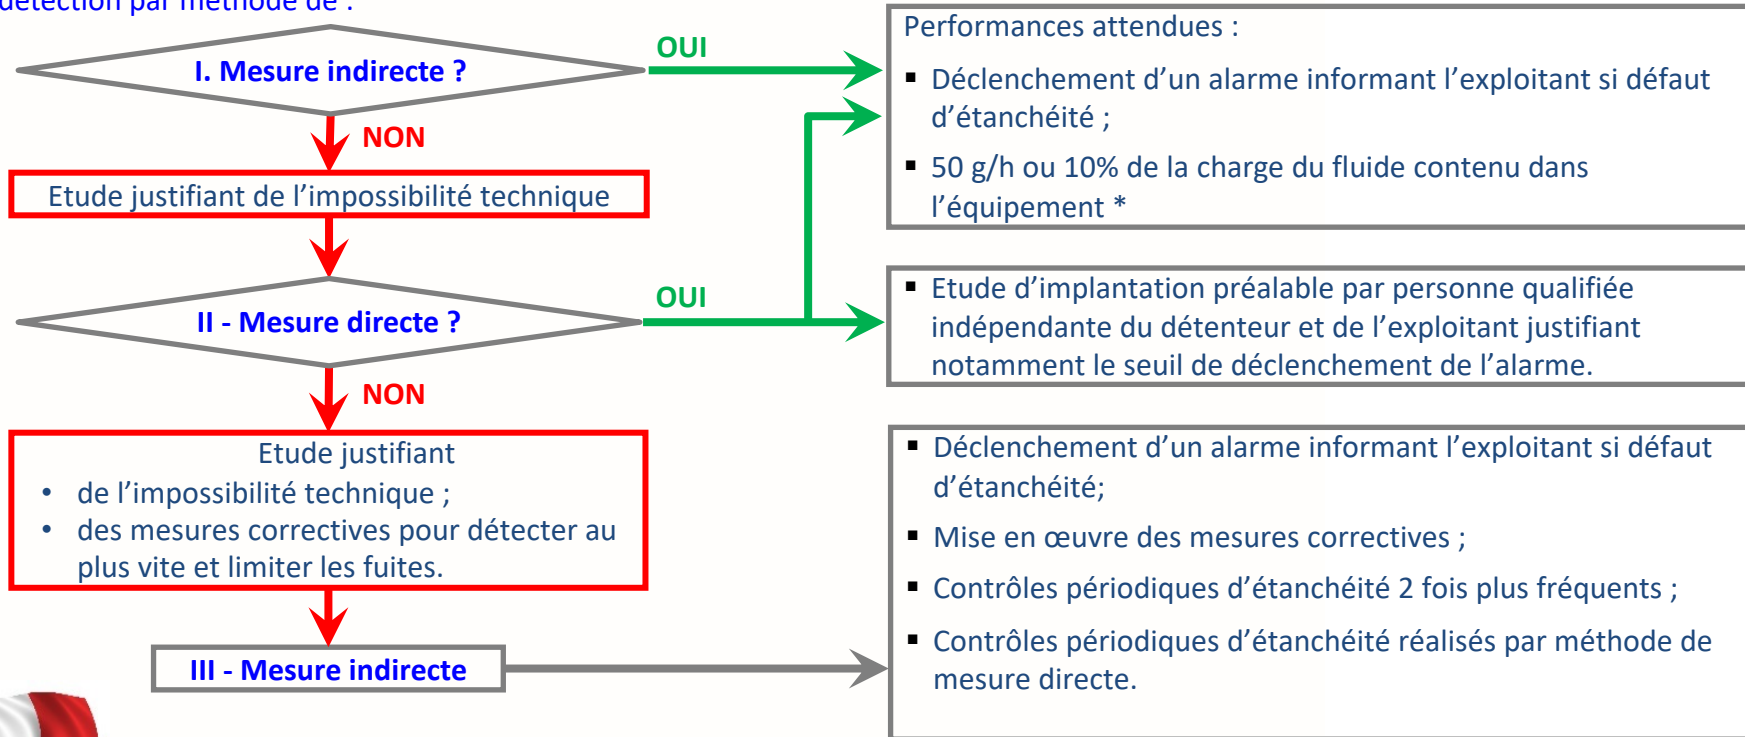 détection par méthode de :
I. Mesure indirecte ?
OUI
NON
Etude justifiant de l’impossibilité technique
Performances attendues :
▪ Déclenchement d’un alarme informant l’exploitant si défaut
d’étanchéité ;
▪ 50 g/h ou 10% de la charge du fluide contenu dans
l’équipement *
II - Mesure directe ?
OUI
NON
▪ Etude d’implantation préalable par personne qualifiée
indépendante du détenteur et de l’exploitant justifiant
notamment le seuil de déclenchement de l’alarme.
Etude justifiant
• de l’impossibilité technique ;
• des mesures correctives pour détecter au
plus vite et limiter les fuites.
III - Mesure indirecte
▪ Déclenchement d’un alarme informant l’exploitant si défaut
d’étanchéité;
▪ Mise en œuvre des mesures correctives ;
▪ Contrôles périodiques d’étanchéité 2 fois plus fréquents ;
▪ Contrôles périodiques d’étanchéité réalisés par méthode de
mesure directe.